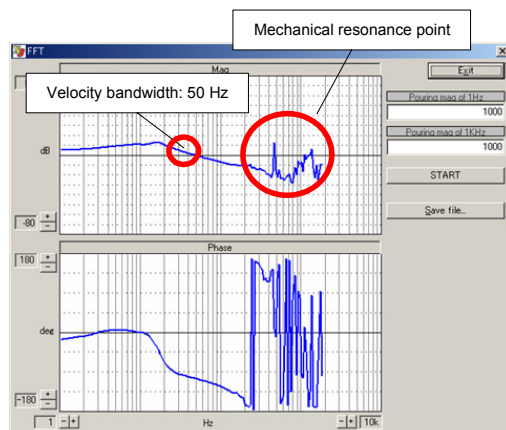 Mechanical resonance point
FFT
Mag
Exit
Velocity bandwidth: 50 Hz
Pouring mag of 1Hz
1000
Pouring mag of 1KHz
1000
dB
START
Save file...
-80
Phase
180
deg
-180
1
Hz
10k